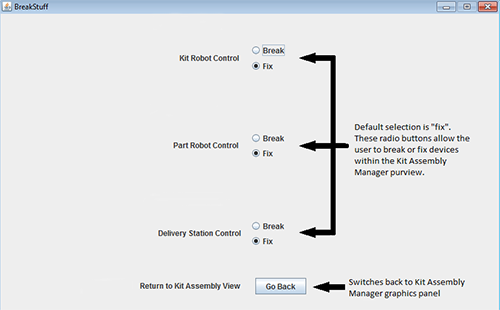 BreakStuff
Kit Robot Control
Break
Fix
Part Robot Control
Break
Fix
Default selection is "fix".
These radio buttons allow the
user to break or fix devices
within the Kit Assembly
Manager purview.
Delivery Station Control
Break
Fix
Return to Kit Assembly View
Go Back
Switches back to Kit Assembly
Manager graphics panel